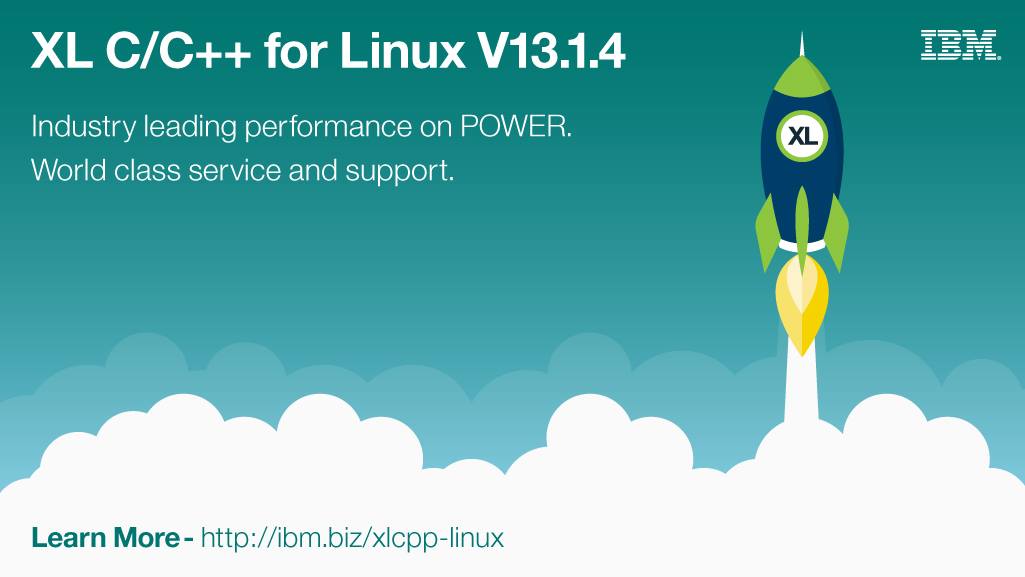 XL C/C++ for Linux V13.1.4
IBM®
Industry leading performance on POWER.
World class service and support.
XL
Learn More - http://ibm.biz/xlcpp-linux